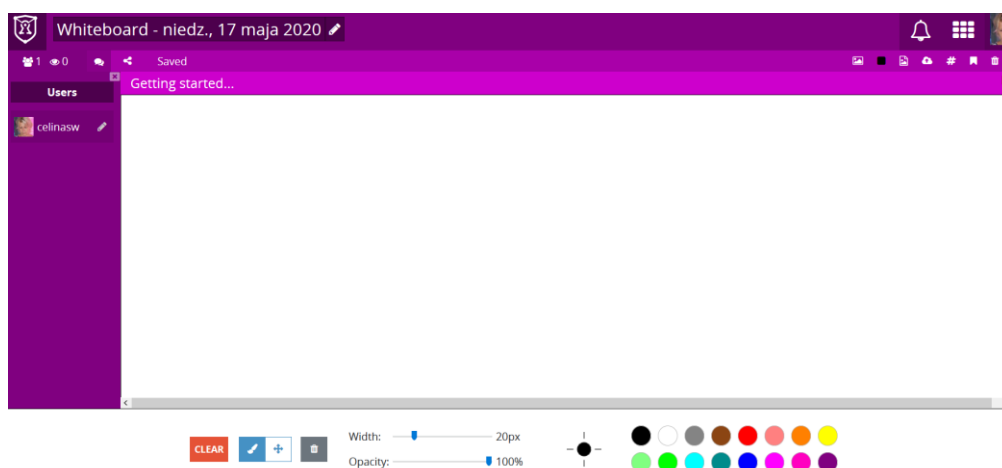 Whiteboard - niedz., 17 maja 2020
1 0 Saved
Getting started...
Users
celinasw
CLEAR
Width: 20px
Opacity: 100%